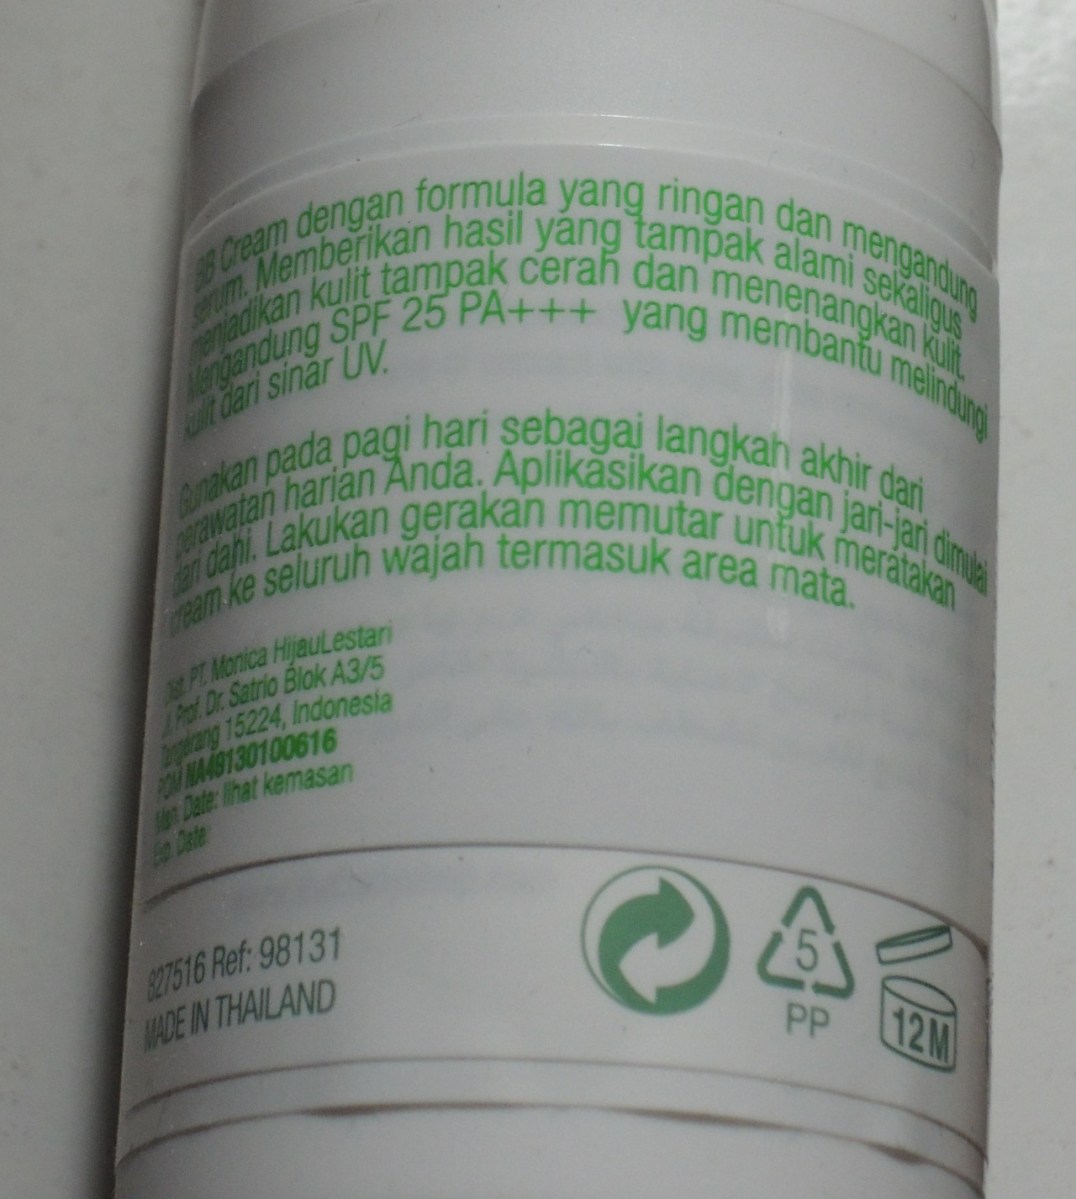 BB Cream dengan formula yang ringan dan mengandung
serum. Memberikan hasil yang tampak alami sekaligus
menjadikan kulit tampak cerah dan menenangkan kulit.
Mengandung SPF 25 PA+++ yang membantu melindungi
kulit dari sinar UV.
Gunakan pada pagi hari sebagai langkah akhir dari
perawatan harian Anda. Aplikasikan dengan jari-jari dimulai
dari dahi. Lakukan gerakan memutar untuk meratakan
cream ke seluruh wajah termasuk area mata.
Dist. PT. Monica HijauLestari
Jl. Prof. Dr. Satrio Blok A3/5
Tangerang 15224, Indonesia
POM NA49130100616
Man. Date: lihat kemasan
Exp. Date
827516 Ref: 98131
MADE IN THAILAND
5
PP
12M